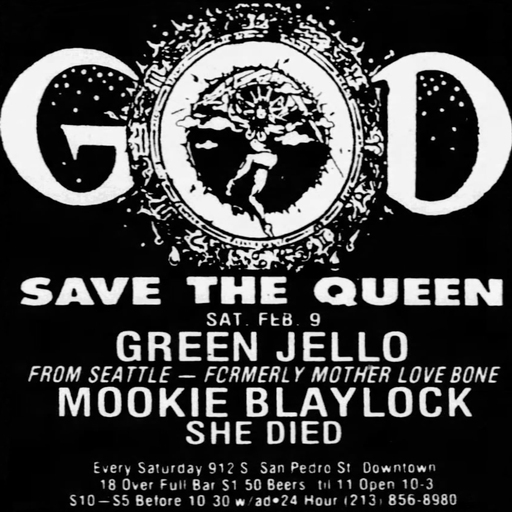 GOD
SAVE THE QUEEN
SAT. FEB. 9
GREEN JELLO
FROM SEATTLE — FORMERLY MOTHER LOVE BONE
MOOKIE BLAYLOCK
SHE DIED
Every Saturday 912 S. San Pedro St. Downtown
18 Over Full Bar $1.50 Beers til 11 Open 10-3
$10—$5 Before 10:30 w/ad•24 Hour (213) 856-8980